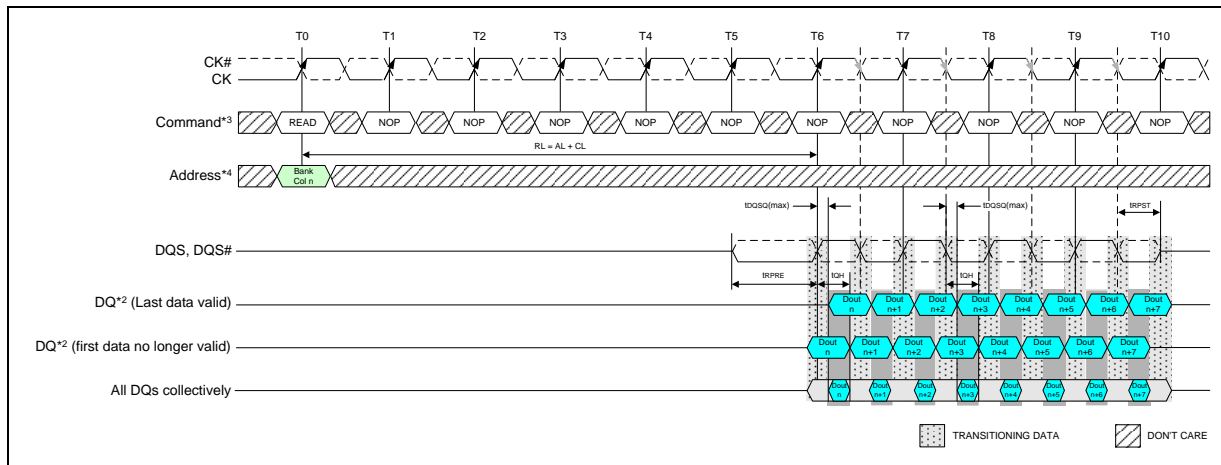 T0 T1 T2 T3 T4 T5 T6 T7 T8 T9 T10
CK#
CK
Command*3 READ NOP NOP NOP NOP NOP NOP NOP NOP NOP NOP
RL = AL + CL
Address*4 Bank
Col n
tDQSQ(max) tDQSQ(max) tRPST
DQS, DQS#
tRPRE tQH tQH
DQ*2 (Last data valid) Dout
n Dout
n+1 Dout
n+2 Dout
n+3 Dout
n+4 Dout
n+5 Dout
n+6 Dout
n+7
DQ*2 (first data no longer valid) Dout
n Dout
n+1 Dout
n+2 Dout
n+3 Dout
n+4 Dout
n+5 Dout
n+6 Dout
n+7
All DQs collectively Dout
n Dout
n+1 Dout
n+2 Dout
n+3 Dout
n+4 Dout
n+5 Dout
n+6 Dout
n+7
TRANSITIONING DATA DON'T CARE